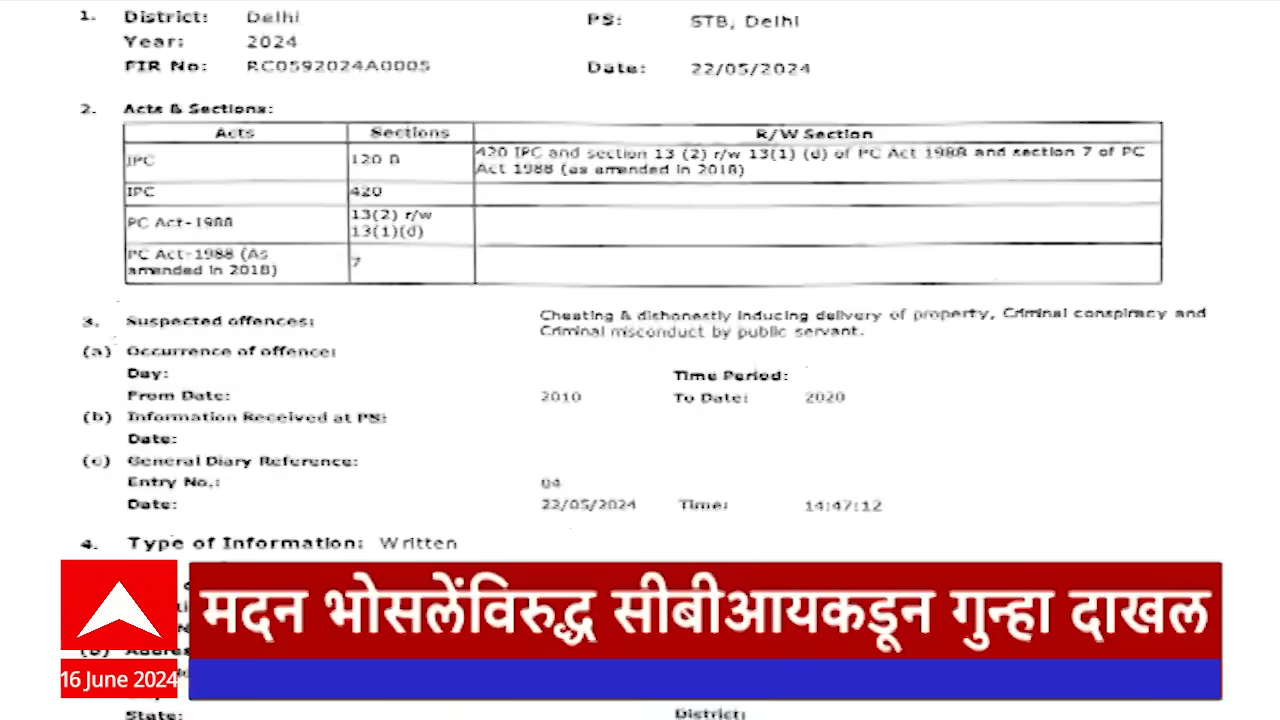 1. District: Delhi PS: STB, Delhi
Year: 2024
FIR No: RC0592024A0005 Date: 22/05/2024
2. Acts & Sections:
Acts Sections R/W Section
IPC 120 B 420 IPC and section 13 (2) r/w 13(1) (d) of PC Act 1988 and section 7 of PC
Act 1988 (as amended in 2018)
IPC 420
PC Act-1988 13(2) r/w
13(1)(d)
PC Act-1988 (As
amended in 2018) 7
3. Suspected offences: Cheating & dishonestly inducing delivery of property, Criminal conspiracy and
Criminal misconduct by public servant.
(a) Occurrence of offence:
Day: Time Period:
From Date: 2010 To Date: 2020
(b) Information Received at PS:
Date:
(c) General Diary Reference:
Entry No.: 04
Date: 22/05/2024 Time: 14:47:12
4. Type of Information: Written
मदन भोसलेंविरुद्ध सीबीआयकडून गुन्हा दाखल
16 June 2024
State: District: